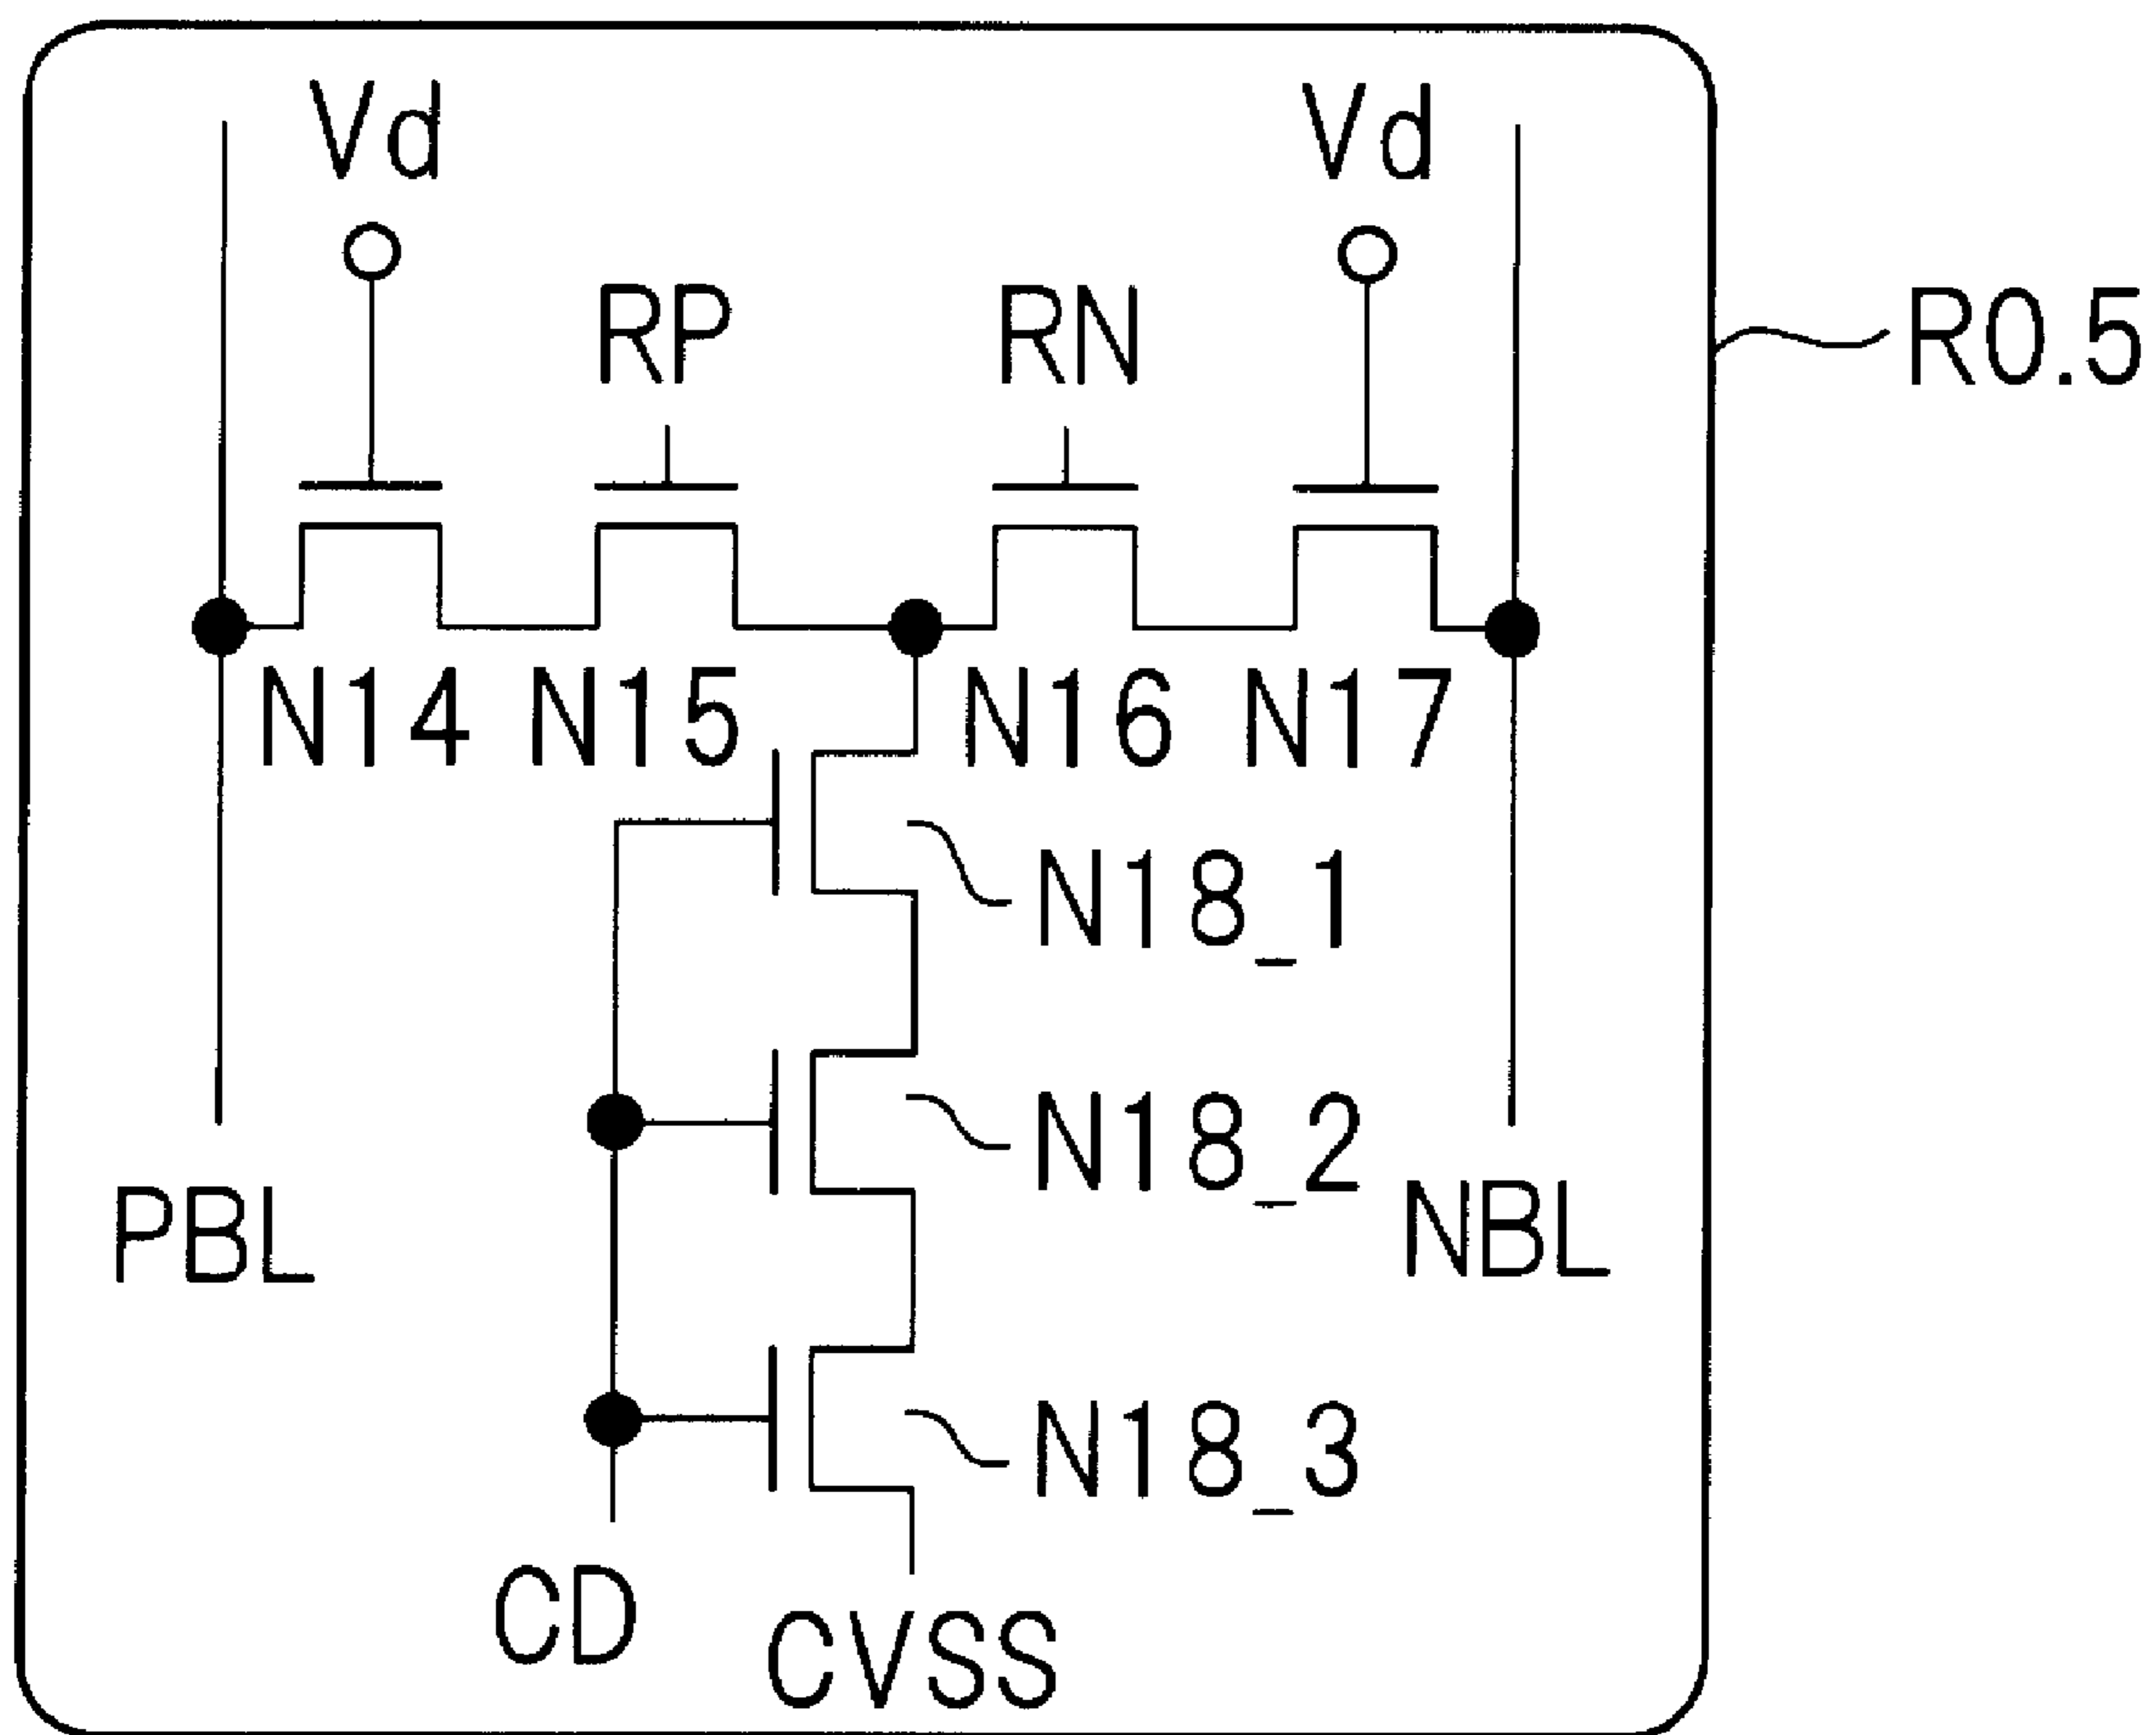 Vd Vd
RP RN R0.5
N14 N15 N16 N17
N18_1
N18_2
PBL NBL
N18_3
CD
CVSS